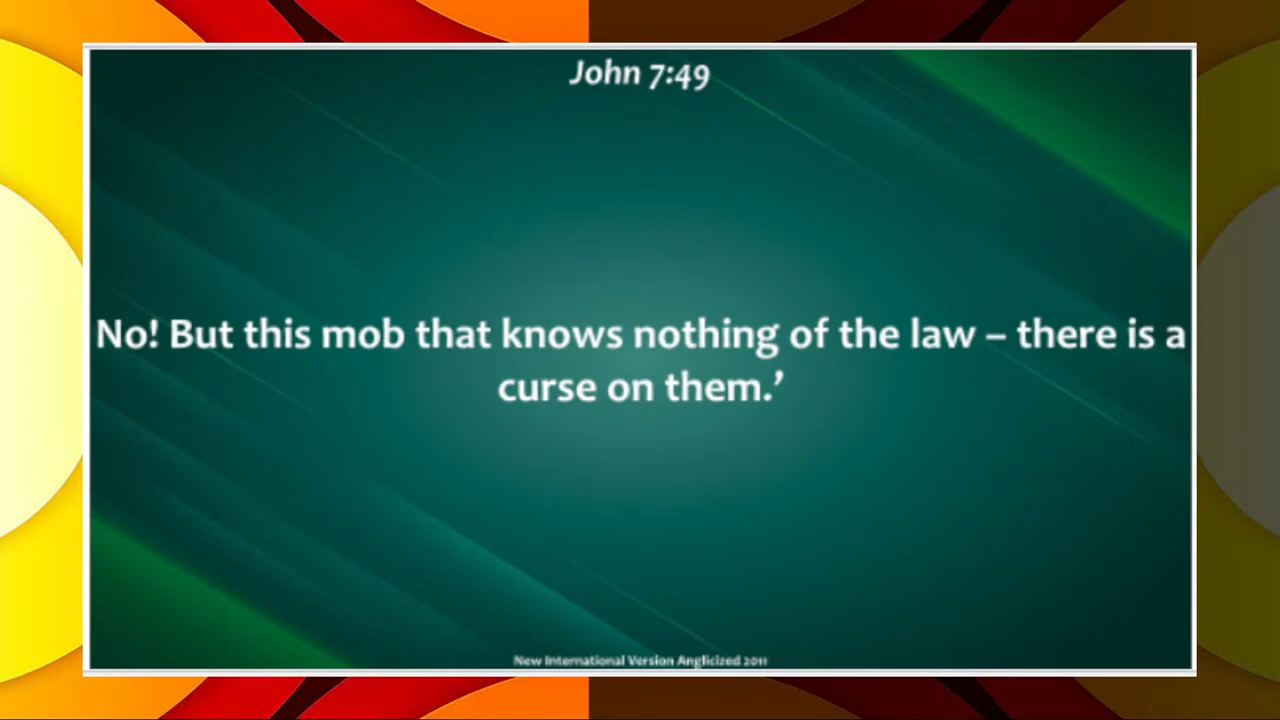 John 7:49
No! But this mob that knows nothing of the law – there is a
curse on them.’
New International Version Anglicized 2011